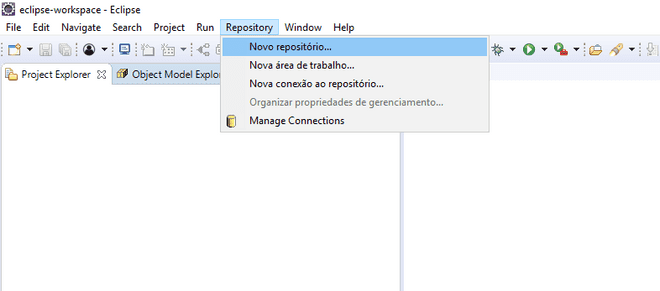 eclipse-workspace - Eclipse
File Edit Navigate Search Project Run Repository Window Help
Novo repositório...
Nova área de trabalho...
Nova conexão ao repositório...
Organizar propriedades de gerenciamento...
Manage Connections
Project Explorer
Object Model Explor